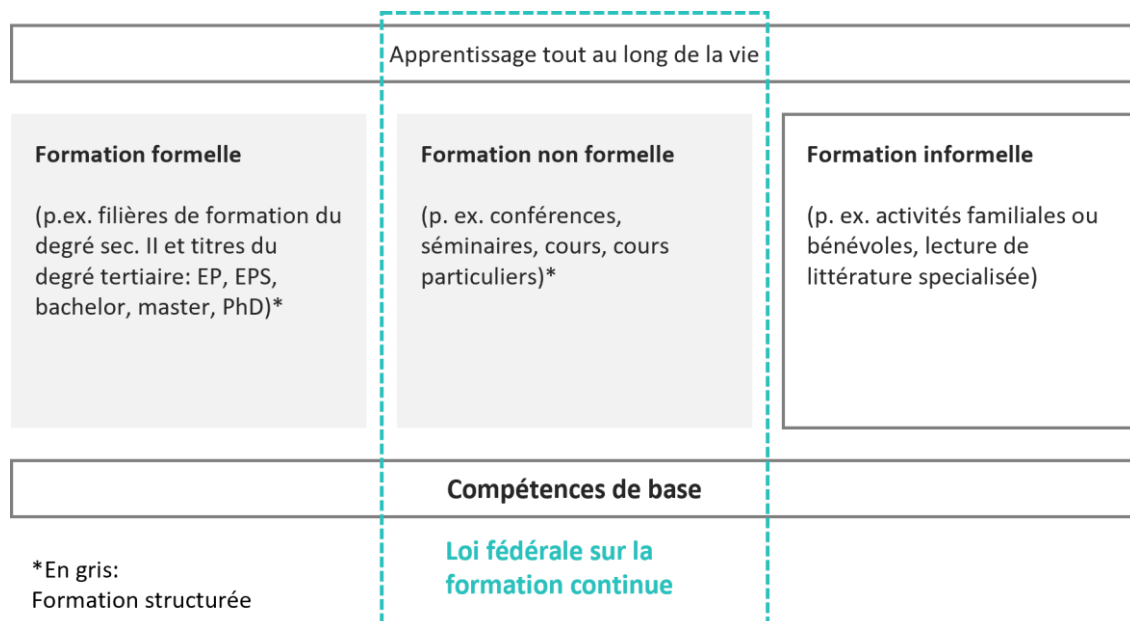 Apprentissage tout au long de la vie
Formation formelle
(p.ex. filières de formation du
degré sec. II et titres du
degré tertiaire: EP, EPS,
bachelor, master, PhD)*
Formation non formelle
(p. ex. conférences,
séminaires, cours, cours
particuliers)*
Formation informelle
(p. ex. activités familiales ou
bénévoles, lecture de
littérature specialisée)
Compétences de base
*En gris:
Formation structurée
Loi fédérale sur la
formation continue